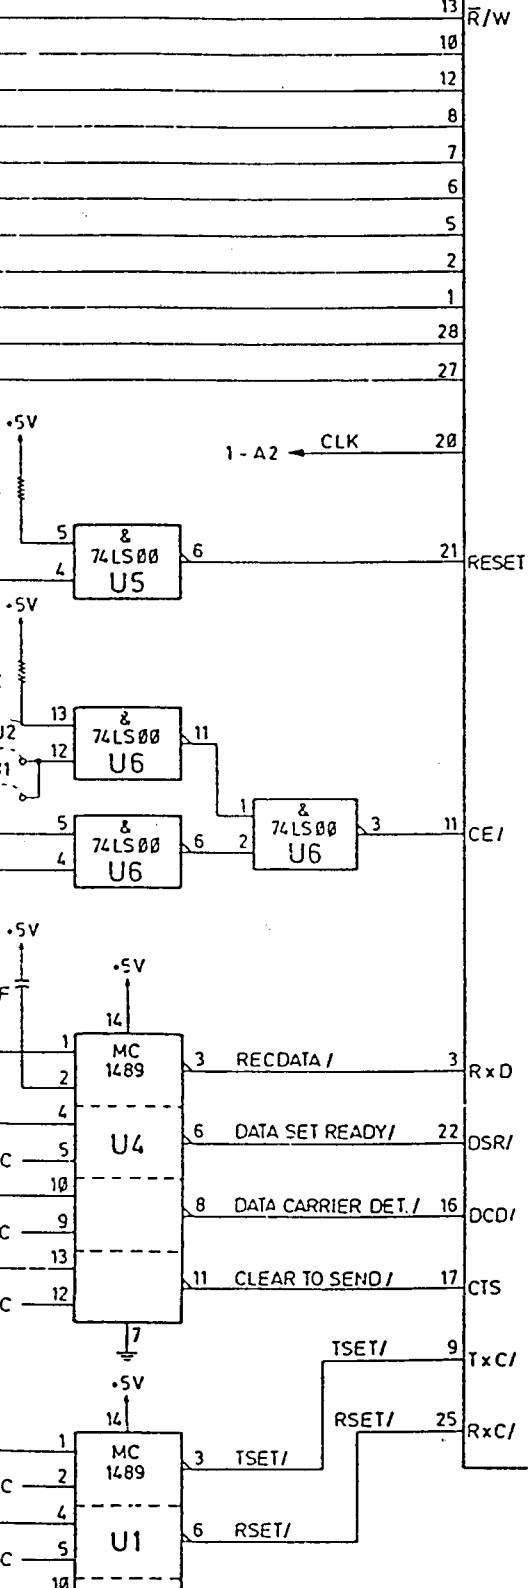 13 R̅/W
10
12
8
7
6
5
2
1
28
27
+5V
1-A2 CLK 20
5 & 6 21 RESET
74LS00
4 U5
+5V
13 & 11
74LS00
12 U6
1 & 3 11 CE/
74LS00
2 U6
5 & 6
74LS00
4 U6
+5V
+5V
F
14
1 MC 3 RECDATA/ 3 RxD
1489
2
4 U4 6 DATA SET READY/ 22 DSR/
C 5
10 8 DATA CARRIER DET./ 16 DCD/
C 9
13 11 CLEAR TO SEND/ 17 CTS
C 12
7
TSET/ 9 TxC/
+5V
14
RSET/ 25 RxC/
1 MC 3 TSET/
1489
C 2
4 U1 6 RSET/
C 5
10